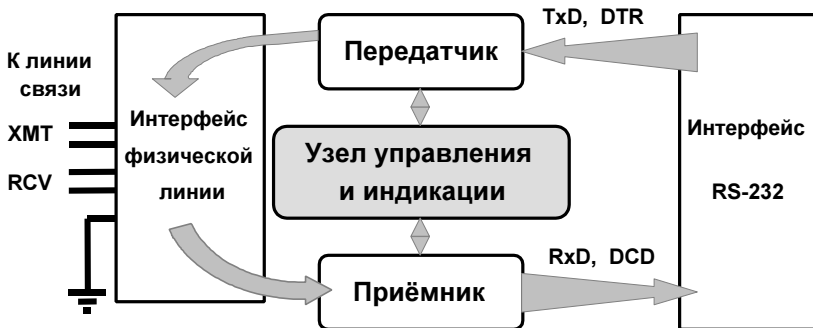 TxD, DTR
Передатчик
К линии
связи
XMT
RCV
Интерфейс
физической
линии
Узел управления
и индикации
Интерфейс
RS-232
RxD, DCD
Приёмник